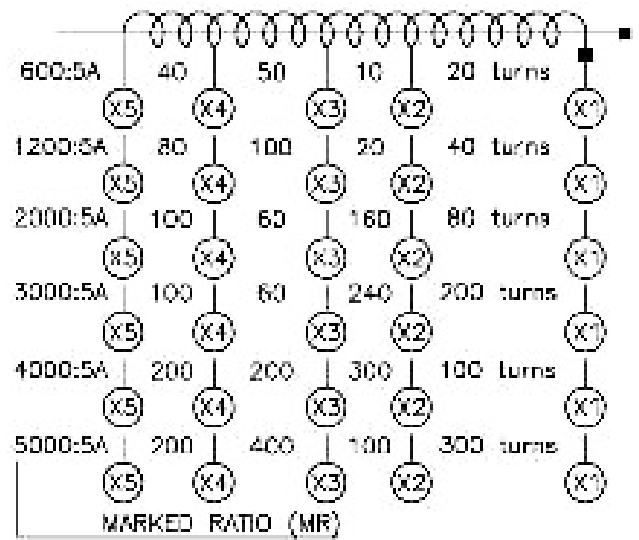 600:5A 40 50 10 20 turns
X5 X4 X3 X2 X1
1200:5A 80 100 20 40 turns
X5 X4 X3 X2 X1
2000:5A 100 60 160 80 turns
X5 X4 X3 X2 X1
3000:5A 100 60 240 200 turns
X5 X4 X3 X2 X1
4000:5A 200 200 300 100 turns
X5 X4 X3 X2 X1
5000:5A 200 400 100 300 turns
X5 X4 X3 X2 X1
MARKED RATIO (MR)